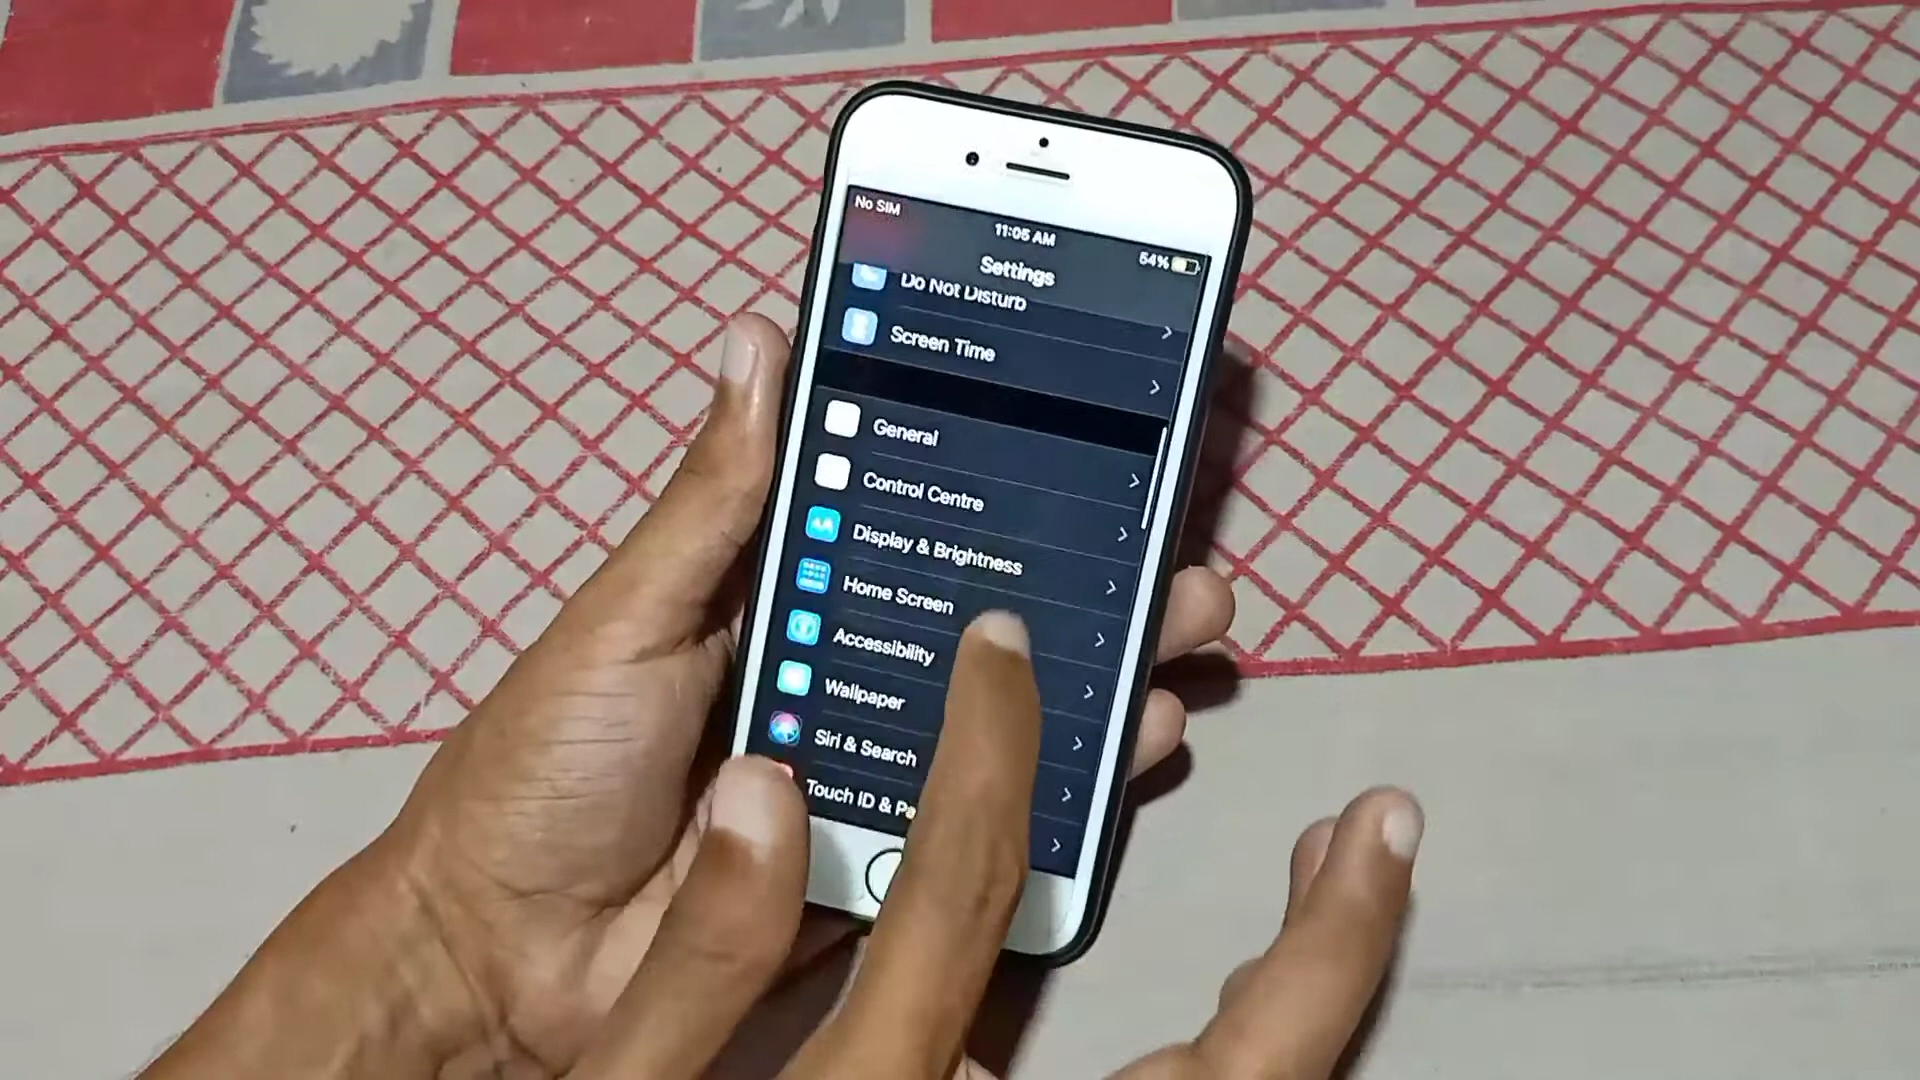 No SIM
11:05 AM
54%
Settings
Do Not Disturb
Screen Time
General
Control Centre
AA
Display & Brightness
Home Screen
Accessibility
Wallpaper
Siri & Search
Touch ID & Pa